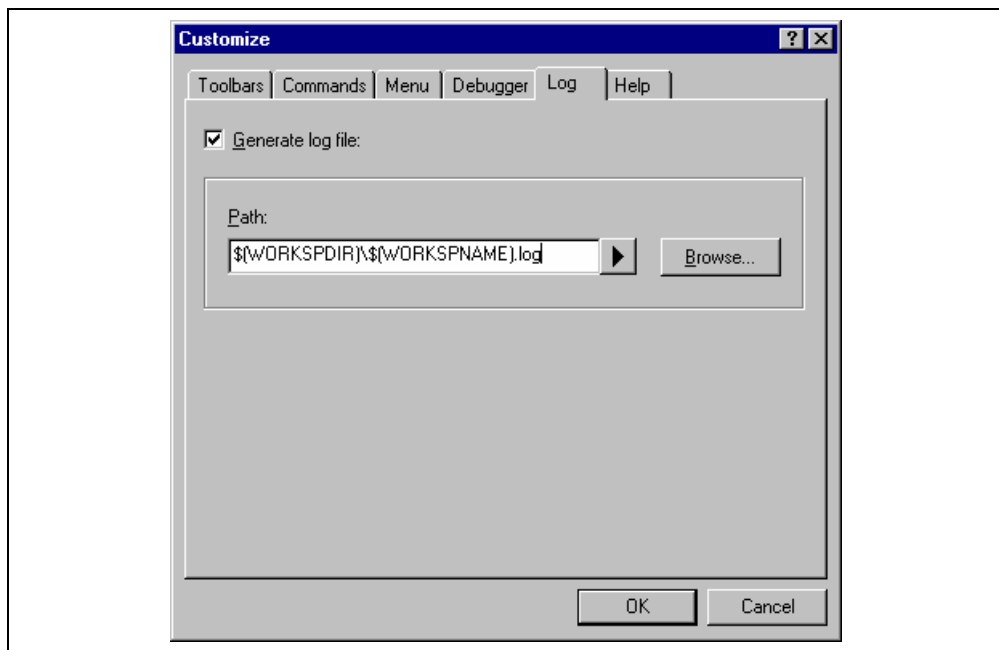 Customize
Toolbars Commands Menu Debugger Log Help
Generate log file:
Path:
$(WORKSPDIR)\$(WORKSPNAME).log
Browse...
OK Cancel